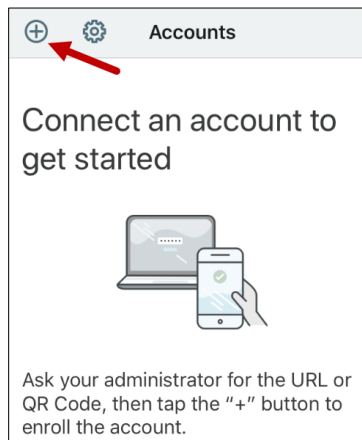 Accounts
Connect an account to
get started
Ask your administrator for the URL or
QR Code, then tap the “+” button to
enroll the account.